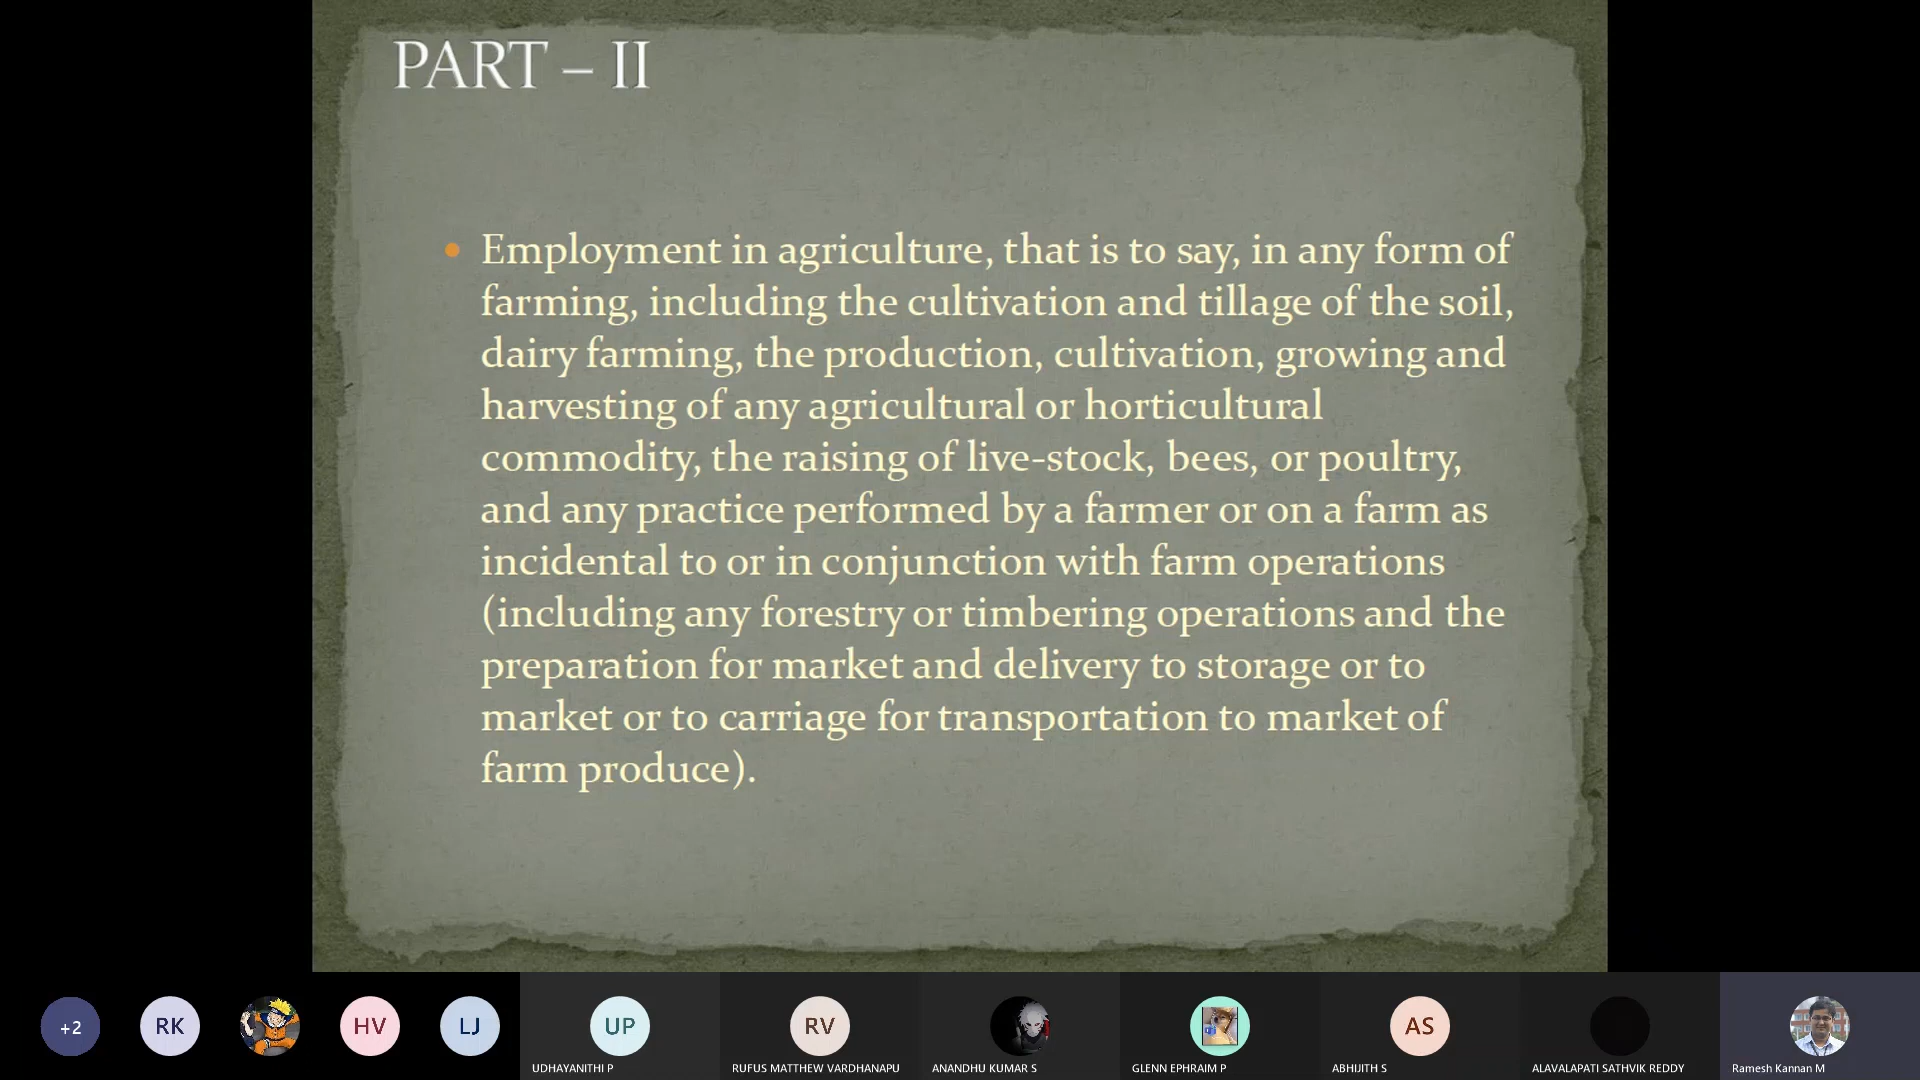 PART – II
Employment in agriculture, that is to say, in any form of
farming, including the cultivation and tillage of the soil,
dairy farming, the production, cultivation, growing and
harvesting of any agricultural or horticultural
commodity, the raising of live-stock, bees, or poultry,
and any practice performed by a farmer or on a farm as
incidental to or in conjunction with farm operations
(including any forestry or timbering operations and the
preparation for market and delivery to storage or to
market or to carriage for transportation to market of
farm produce).
+2
RK
HV
LJ
UP
RV
AS
UDHAYANITHI P
RUFUS MATTHEW VARDHANAPU
ANANDHU KUMAR S
GLENN EPHRAIM P
ABHIJITH S
ALAVALAPATI SATHVIK REDDY
Ramesh Kannan M